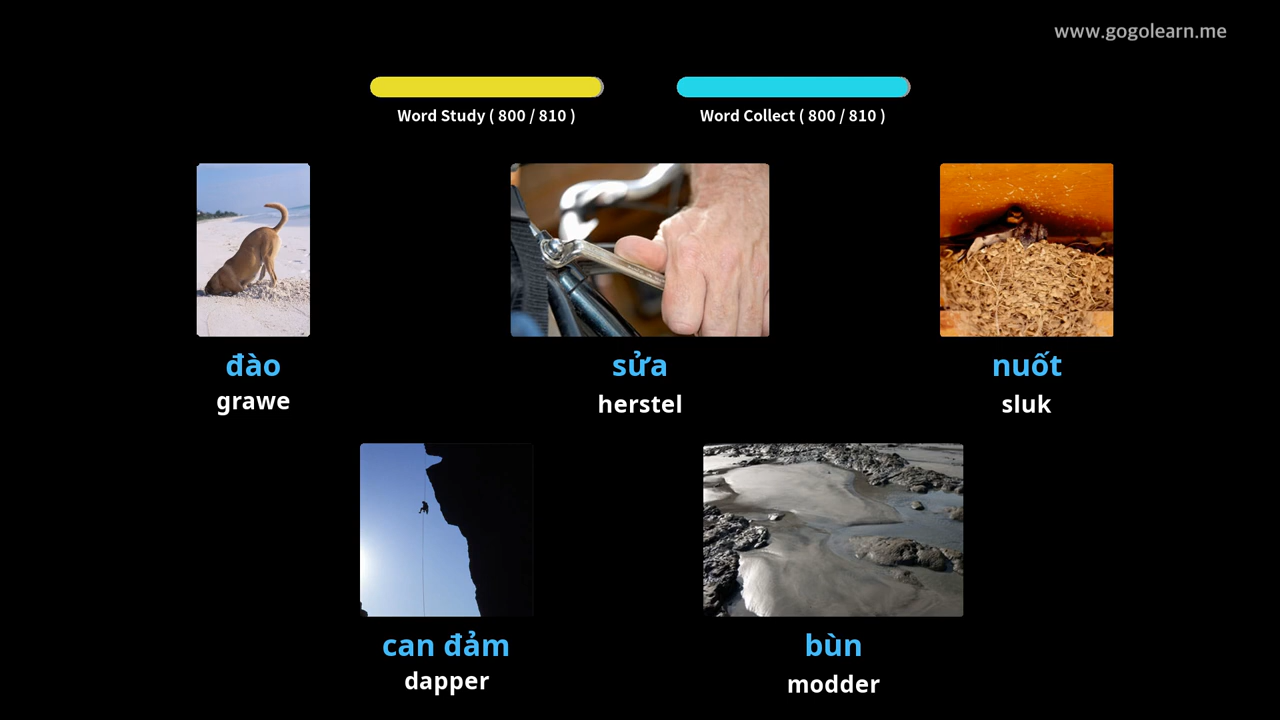 www.gogolearn.me
Word Study ( 800 / 810 )
Word Collect ( 800 / 810 )
đào
grawe
sửa
herstel
nuốt
sluk
can đảm
dapper
bùn
modder